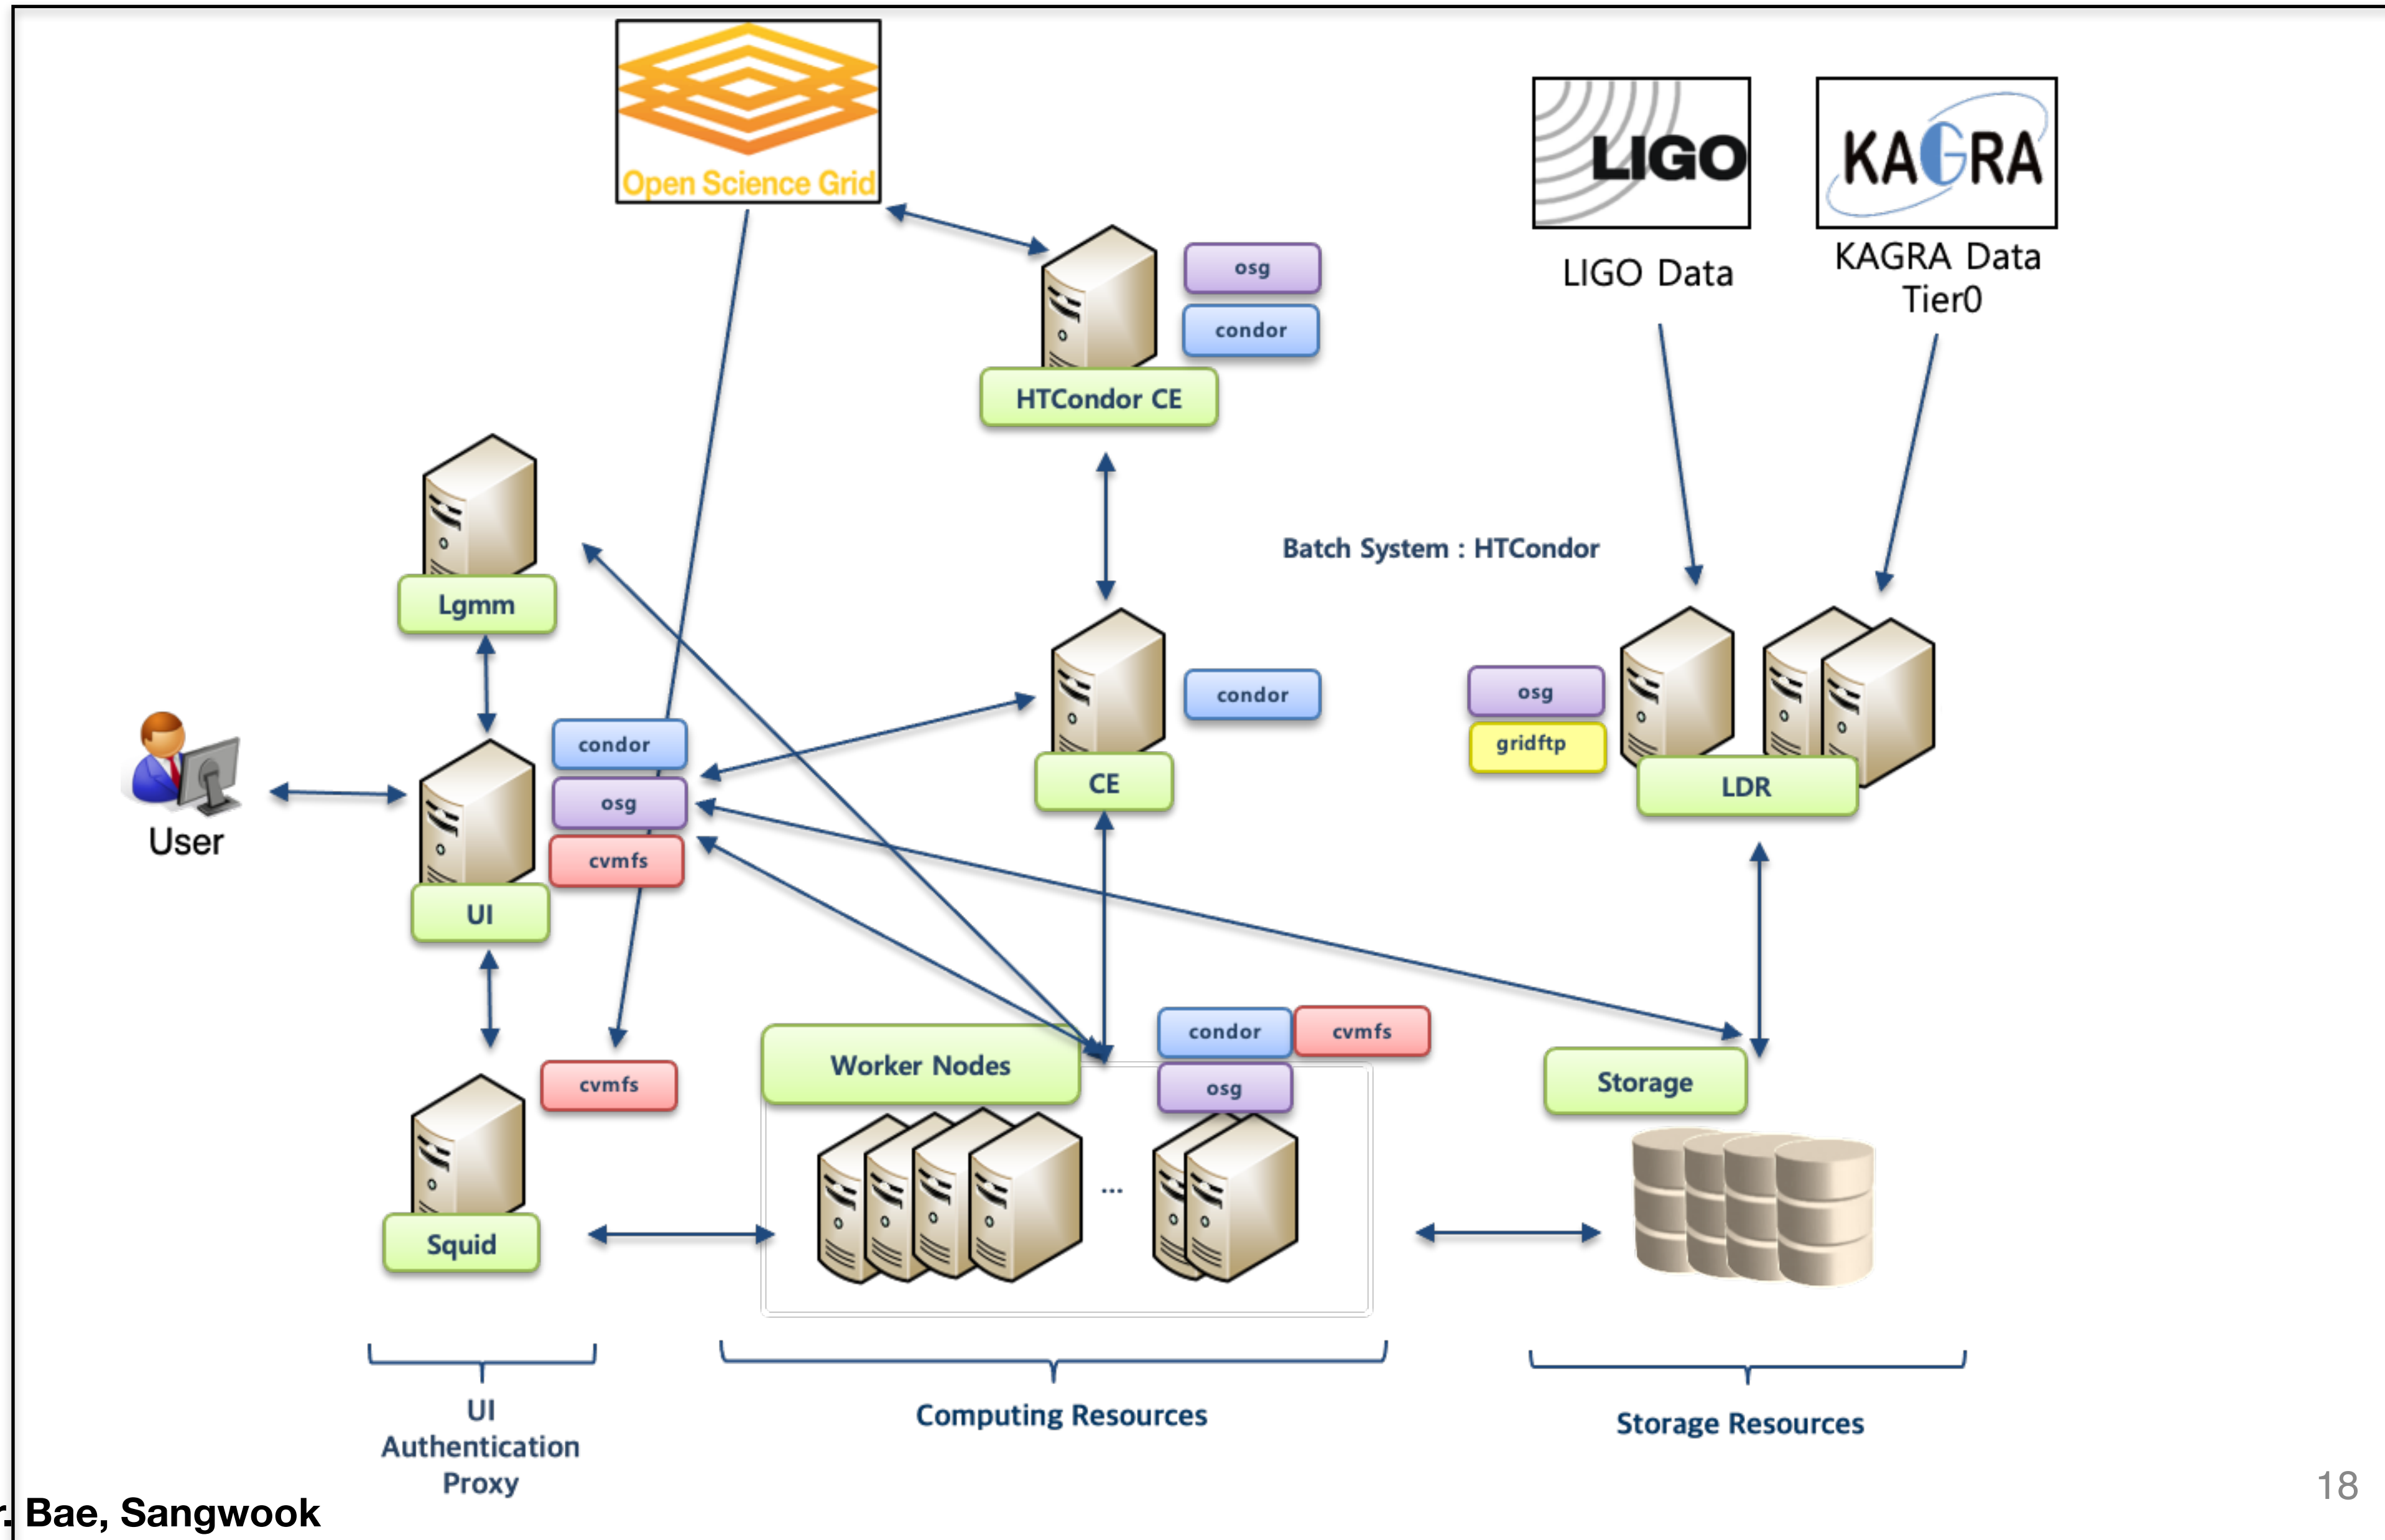 Open Science Grid
LIGO
KAGRA
LIGO Data
KAGRA Data
Tier0
osg
condor
HTCondor CE
Batch System : HTCondor
Lgmm
condor
osg
cvmfs
UI
User
condor
CE
osg
gridftp
LDR
cvmfs
Squid
Worker Nodes
condor
cvmfs
osg
...
Storage
UI
Authentication
Proxy
Computing Resources
Storage Resources
18
r. Bae, Sangwook